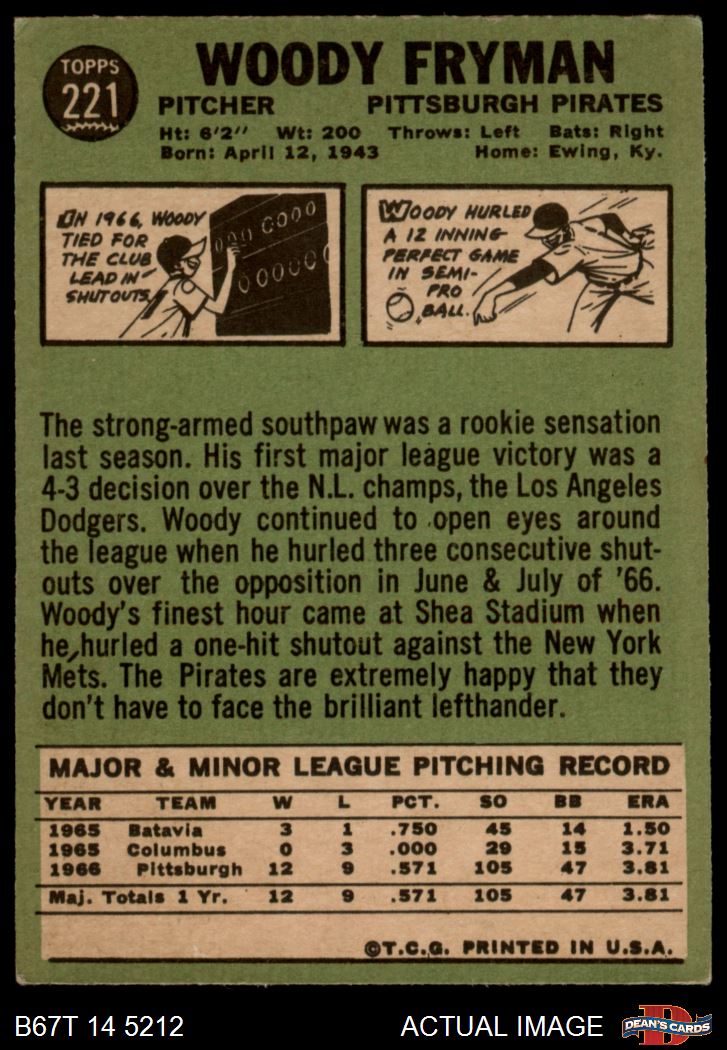 TOPPS
221
WOODY FRYMAN
PITCHER PITTSBURGH PIRATES
Ht: 6'2" Wt: 200 Throws: Left Bats: Right
Born: April 12, 1943 Home: Ewing, Ky.
IN 1966, WOODY
TIED FOR
THE CLUB
LEAD IN
SHUTOUTS.
000 0000
000000
WOODY HURLED
A 12 INNING
PERFECT GAME
IN SEMI-
PRO
BALL.
The strong-armed southpaw was a rookie sensation
last season. His first major league victory was a
4-3 decision over the N.L. champs, the Los Angeles
Dodgers. Woody continued to open eyes around
the league when he hurled three consecutive shut-
outs over the opposition in June & July of '66.
Woody's finest hour came at Shea Stadium when
he hurled a one-hit shutout against the New York
Mets. The Pirates are extremely happy that they
don't have to face the brilliant lefthander.
MAJOR & MINOR LEAGUE PITCHING RECORD
YEAR TEAM W L PCT. SO BB ERA
1965 Batavia 3 1 .750 45 14 1.50
1965 Columbus 0 3 .000 29 15 3.71
1966 Pittsburgh 12 9 .571 105 47 3.81
Maj. Totals 1 Yr. 12 9 .571 105 47 3.81
©T.C.G. PRINTED IN U.S.A.
B67T 14 5212 ACTUAL IMAGE
D
DEAN'S CARDS